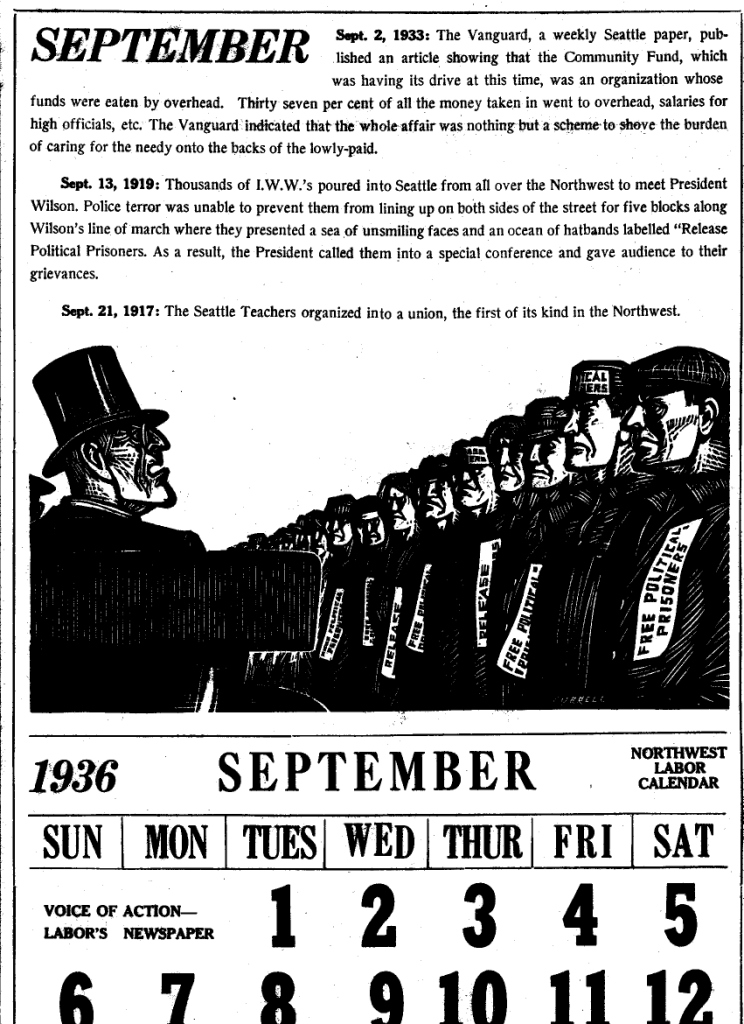 SEPTEMBER
Sept. 2, 1933: The Vanguard, a weekly Seattle paper, pub-
lished an article showing that the Community Fund, which
was having its drive at this time, was an organization whose
funds were eaten by overhead. Thirty seven per cent of all the money taken in went to overhead, salaries for
high officials, etc. The Vanguard indicated that the whole affair was nothing but a scheme to shove the burden
of caring for the needy onto the backs of the lowly-paid.
Sept. 13, 1919: Thousands of I.W.W.'s poured into Seattle from all over the Northwest to meet President
Wilson. Police terror was unable to prevent them from lining up on both sides of the street for five blocks along
Wilson's line of march where they presented a sea of unsmiling faces and an ocean of hatbands labelled "Release
Political Prisoners. As a result, the President called them into a special conference and gave audience to their
grievances.
Sept. 21, 1917: The Seattle Teachers organized into a union, the first of its kind in the Northwest.
RELEASE
FREE
RELEASE
FREE POLITICAL
FREE POLITICAL
PRISONERS
1936
SEPTEMBER
NORTHWEST
LABOR
CALENDAR
SUN MON TUES WED THUR FRI SAT
VOICE OF ACTION—
LABOR'S NEWSPAPER
1 2 3 4 5
6 7 8 9 10 11 12